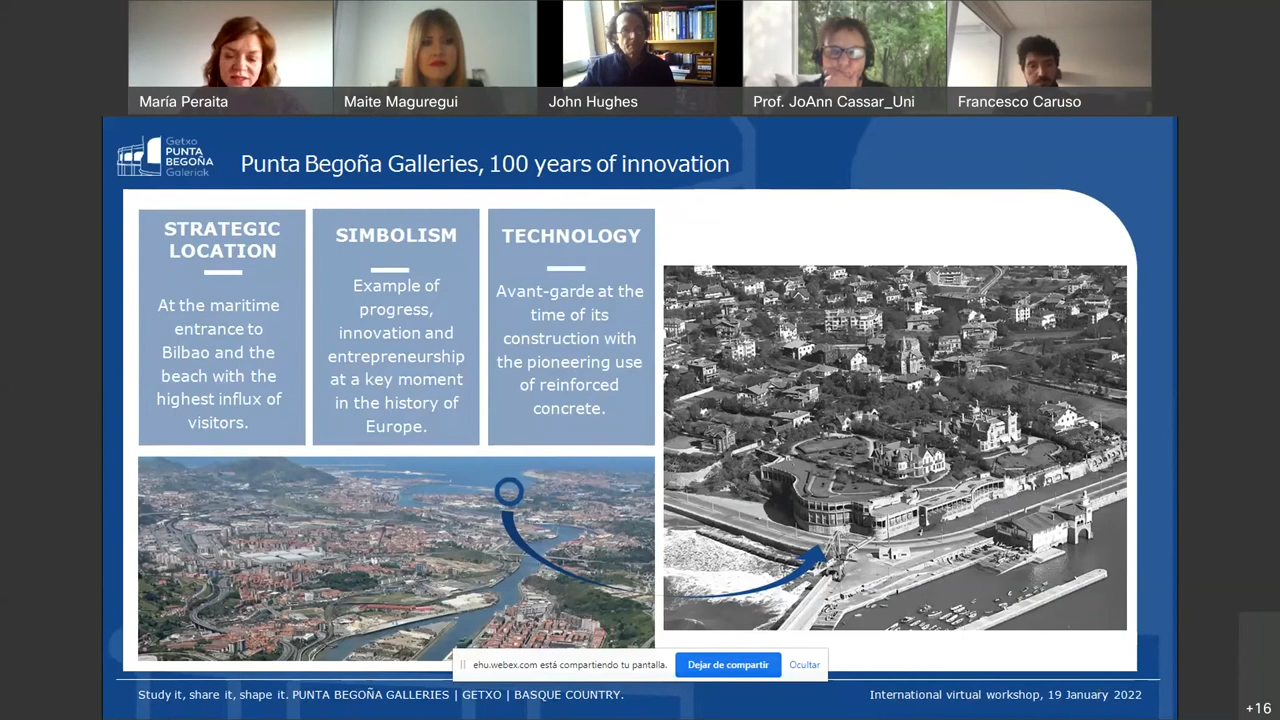 María Peraita
Maite Maguregui
John Hughes
Prof. JoAnn Cassar_Uni
Francesco Caruso
Getxo
PUNTA
BEGOÑA
Galeriak
Punta Begoña Galleries, 100 years of innovation
STRATEGIC
LOCATION
At the maritime
entrance to
Bilbao and the
beach with the
highest influx of
visitors.
SIMBOLISM
Example of
progress,
innovation and
entrepreneurship
at a key moment
in the history of
Europe.
TECHNOLOGY
Avant-garde at the
time of its
construction with
the pioneering use
of reinforced
concrete.
ehu.webex.com está compartiendo tu pantalla.
Dejar de compartir
Ocultar
Study it, share it, shape it. PUNTA BEGOÑA GALLERIES | GETXO | BASQUE COUNTRY.
International virtual workshop, 19 January 2022
+16